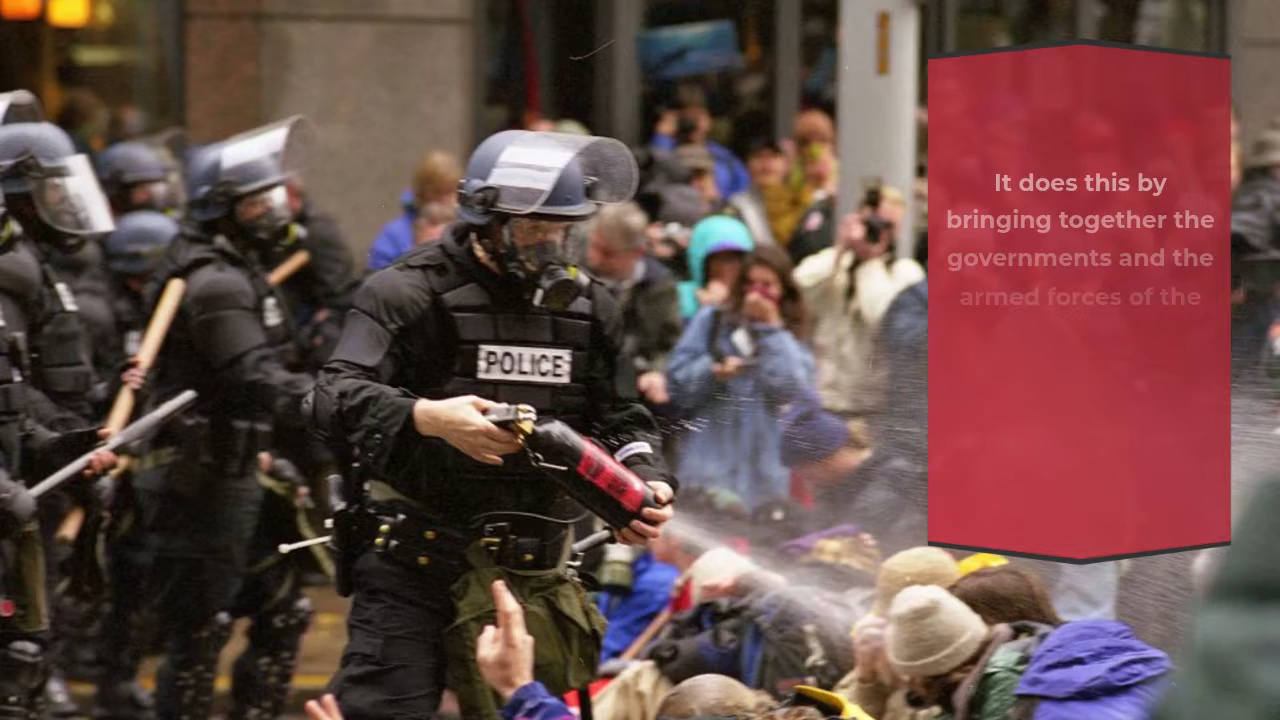 POLICE
It does this by
bringing together the
governments and the
armed forces of the